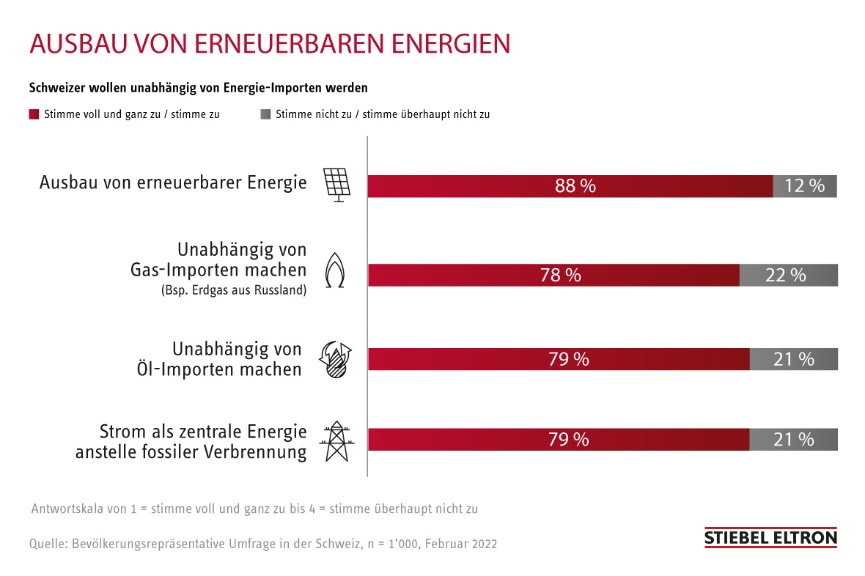 AUSBAU VON ERNEUERBAREN ENERGIEN
Schweizer wollen unabhängig von Energie-Importen werden
Stimme voll und ganz zu / stimme zu
Stimme nicht zu / stimme überhaupt nicht zu
Ausbau von erneuerbarer Energie
88 %
12 %
Unabhängig von
Gas-Importen machen
(Bsp. Erdgas aus Russland)
78 %
22 %
Unabhängig von
Öl-Importen machen
79 %
21 %
Strom als zentrale Energie
anstelle fossiler Verbrennung
79 %
21 %
Antwortskala von 1 = stimme voll und ganz zu bis 4 = stimme überhaupt nicht zu
Quelle: Bevölkerungsrepräsentative Umfrage in der Schweiz, n = 1'000, Februar 2022
STIEBEL ELTRON